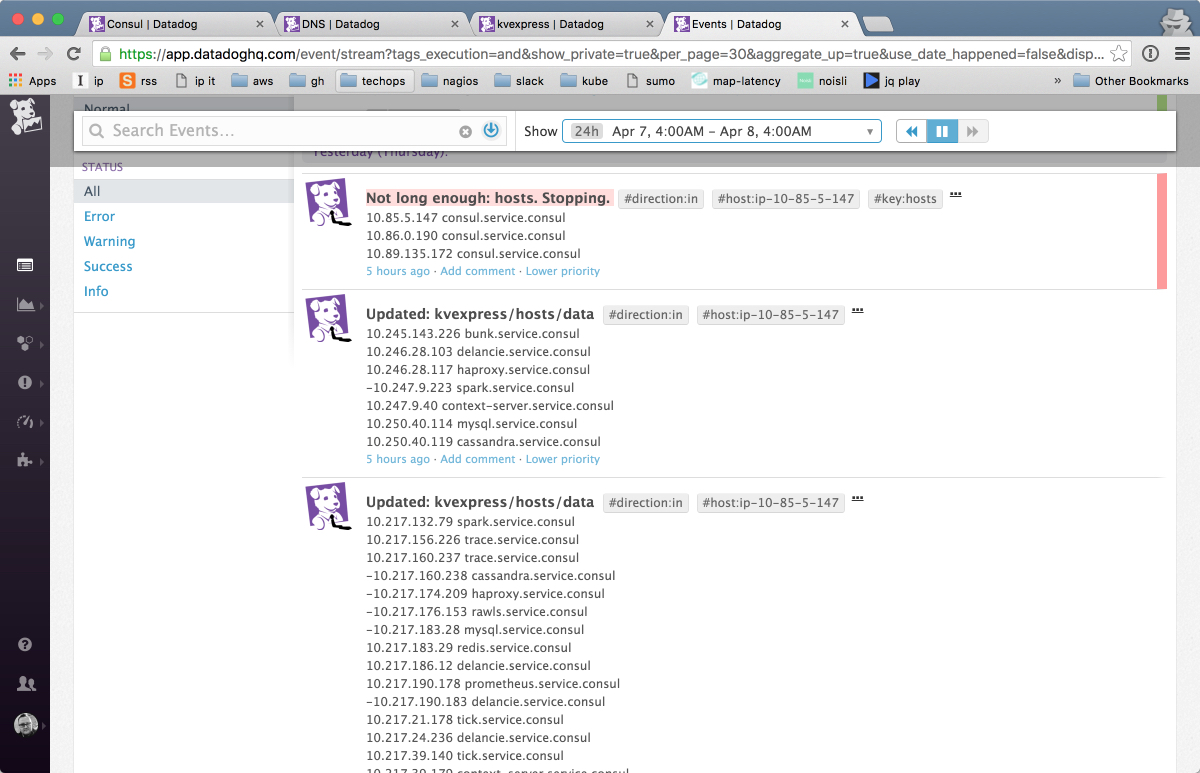 Consul | Datadog
DNS | Datadog
kvexpress | Datadog
Events | Datadog
https://app.datadoghq.com/event/stream?tags_execution=and&show_private=true&per_page=30&aggregate_up=true&use_date_happened=false&disp...
Apps
ip
rss
ip it
aws
gh
techops
nagios
slack
kube
sumo
rap-latency
noisli
jq play
»
Other Bookmarks
Normal
Search Events...
Show
24h Apr 7, 4:00AM – Apr 8, 4:00AM
Yesterday (Thursday).
STATUS
All
Error
Warning
Success
Info
Not long enough: hosts. Stopping. #direction:in #host:ip-10-85-5-147 #key:hosts ...
10.85.5.147 consul.service.consul
10.86.0.190 consul.service.consul
10.89.135.172 consul.service.consul
5 hours ago · Add comment · Lower priority
Updated: kvexpress/hosts/data #direction:in #host:ip-10-85-5-147 ...
10.245.143.226 bunk.service.consul
10.246.28.103 delancie.service.consul
10.246.28.117 haproxy.service.consul
-10.247.9.223 spark.service.consul
10.247.9.40 context-server.service.consul
10.250.40.114 mysql.service.consul
10.250.40.119 cassandra.service.consul
5 hours ago · Add comment · Lower priority
Updated: kvexpress/hosts/data #direction:in #host:ip-10-85-5-147 ...
10.217.132.79 spark.service.consul
10.217.156.226 trace.service.consul
10.217.160.237 trace.service.consul
-10.217.160.238 cassandra.service.consul
-10.217.174.209 haproxy.service.consul
-10.217.176.153 rawls.service.consul
-10.217.183.28 mysql.service.consul
10.217.183.29 redis.service.consul
10.217.186.12 delancie.service.consul
10.217.190.178 prometheus.service.consul
-10.217.190.183 delancie.service.consul
10.217.21.178 tick.service.consul
10.217.24.236 delancie.service.consul
10.217.39.140 tick.service.consul
10.217.39.179 context-server.service.consul